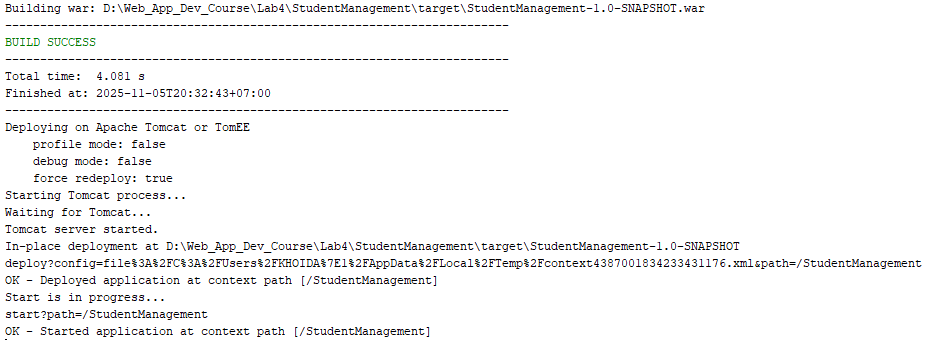 Building war: D:\Web_App_Dev_Course\Lab4\StudentManagement\target\StudentManagement-1.0-SNAPSHOT.war
------------------------------------------------------------------------
BUILD SUCCESS
------------------------------------------------------------------------
Total time:  4.081 s
Finished at: 2025-11-05T20:32:43+07:00
------------------------------------------------------------------------
Deploying on Apache Tomcat or TomEE
    profile mode: false
    debug mode: false
    force redeploy: true
Starting Tomcat process...
Waiting for Tomcat...
Tomcat server started.
In-place deployment at D:\Web_App_Dev_Course\Lab4\StudentManagement\target\StudentManagement-1.0-SNAPSHOT
deploy?config=file%3A%2FC%3A%2FUsers%2FKHOIDA%7E1%2FAppData%2FLocal%2FTemp%2Fcontext4387001834233431176.xml&path=/StudentManagement
OK - Deployed application at context path [/StudentManagement]
Start is in progress...
start?path=/StudentManagement
OK - Started application at context path [/StudentManagement]